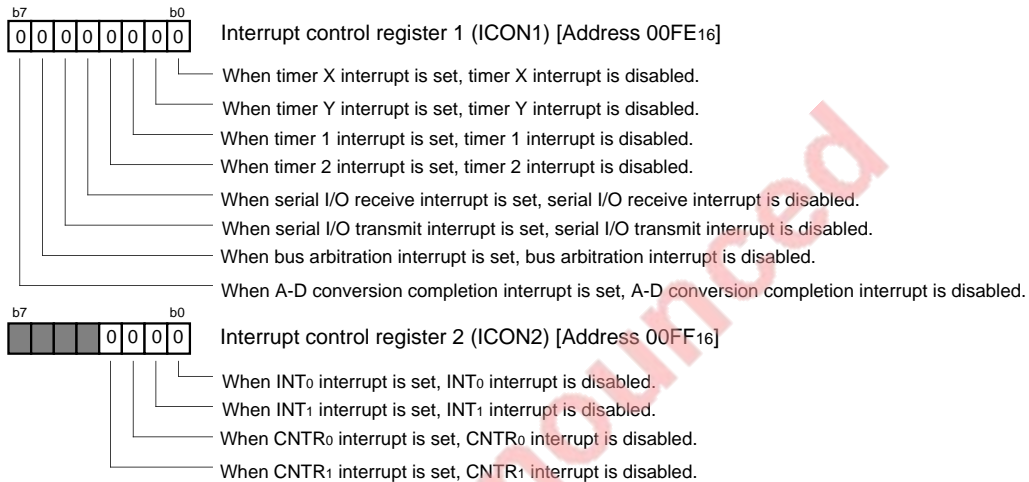 b7 b0
0 0 0 0 0 0 0 0 Interrupt control register 1 (ICON1) [Address 00FE16]
When timer X interrupt is set, timer X interrupt is disabled.
When timer Y interrupt is set, timer Y interrupt is disabled.
When timer 1 interrupt is set, timer 1 interrupt is disabled.
When timer 2 interrupt is set, timer 2 interrupt is disabled.
When serial I/O receive interrupt is set, serial I/O receive interrupt is disabled.
When serial I/O transmit interrupt is set, serial I/O transmit interrupt is disabled.
When bus arbitration interrupt is set, bus arbitration interrupt is disabled.
When A-D conversion completion interrupt is set, A-D conversion completion interrupt is disabled.
b7 b0
0 0 0 0 Interrupt control register 2 (ICON2) [Address 00FF16]
When INT0 interrupt is set, INT0 interrupt is disabled.
When INT1 interrupt is set, INT1 interrupt is disabled.
When CNTR0 interrupt is set, CNTR0 interrupt is disabled.
When CNTR1 interrupt is set, CNTR1 interrupt is disabled.